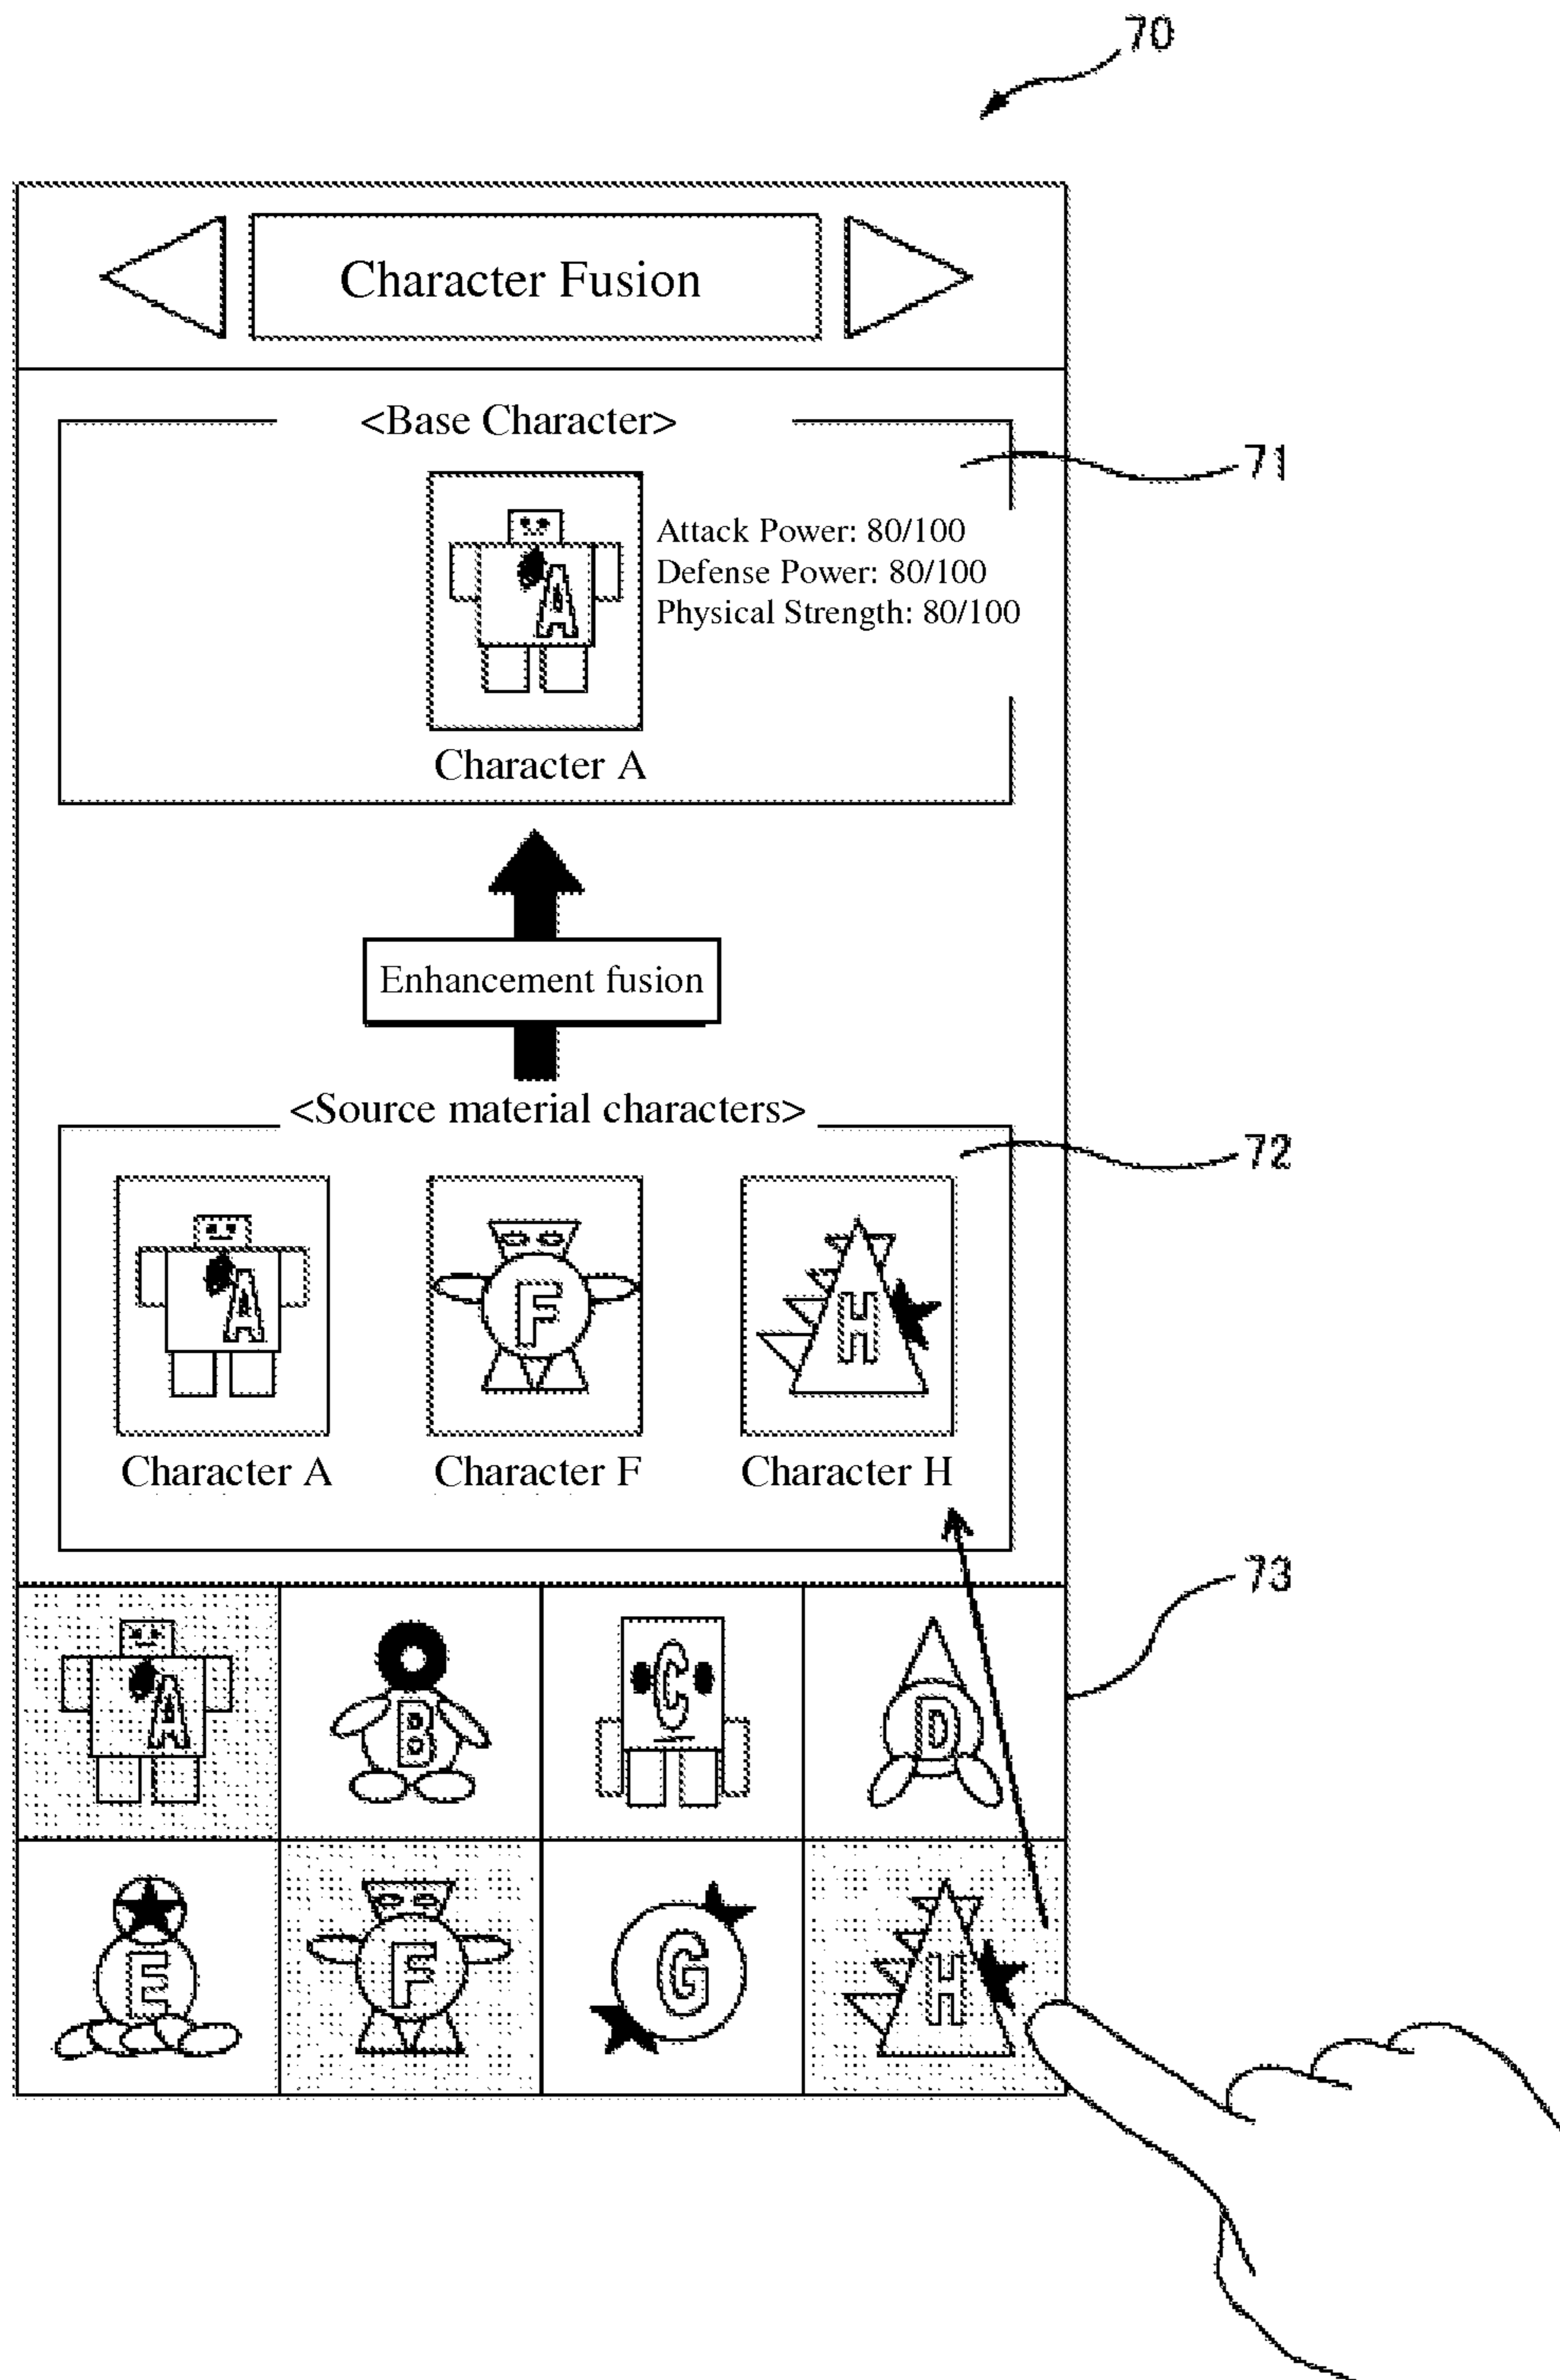 70
Character Fusion
<Base Character>
71
A
Attack Power: 80/100
Defense Power: 80/100
Physical Strength: 80/100
Character A
Enhancement fusion
<Source material characters>
72
A F H
Character A Character F Character H
73
A B C D
E F G H